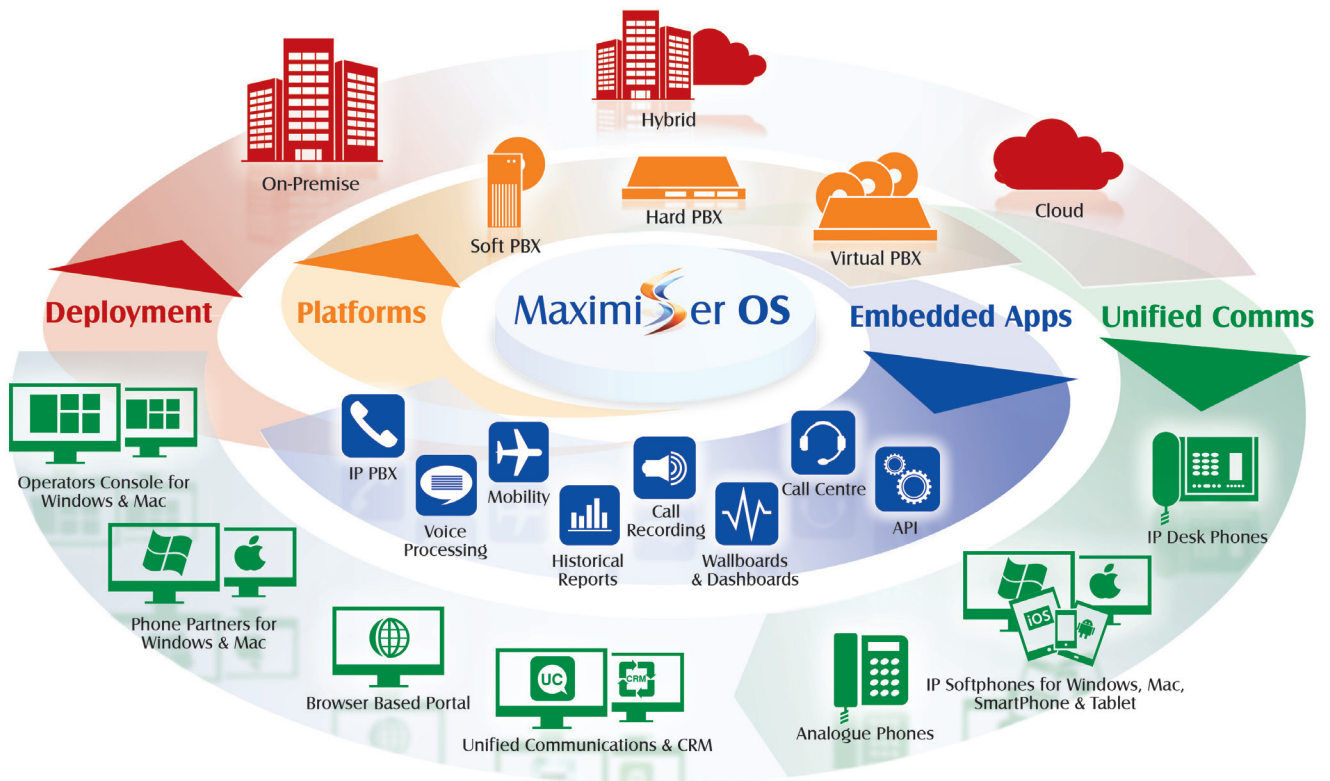 Hybrid
On-Premise
Cloud
Soft PBX
Hard PBX
Virtual PBX
Deployment
Platforms
MaximiSer OS
Embedded Apps
Unified Comms
Operators Console for
Windows & Mac
IP PBX
Voice
Processing
Mobility
Historical
Reports
Call
Recording
Wallboards
& Dashboards
Call Centre
API
IP Desk Phones
Phone Partners for
Windows & Mac
Browser Based Portal
UC
CRM
Unified Communications & CRM
Analogue Phones
iOS
IP Softphones for Windows, Mac,
SmartPhone & Tablet